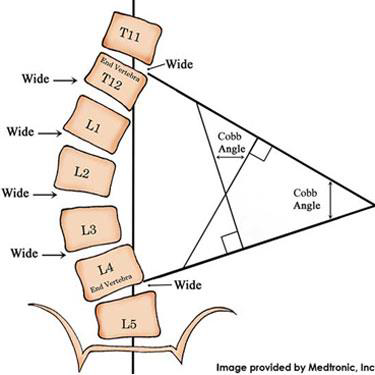 T11
Wide
End Vertebra
T12
Wide
L1
Wide
Cobb
Angle
L2
Wide
Cobb
Angle
L3
Wide
L4
End Vertebra
Wide
L5
Image provided by Medtronic, Inc